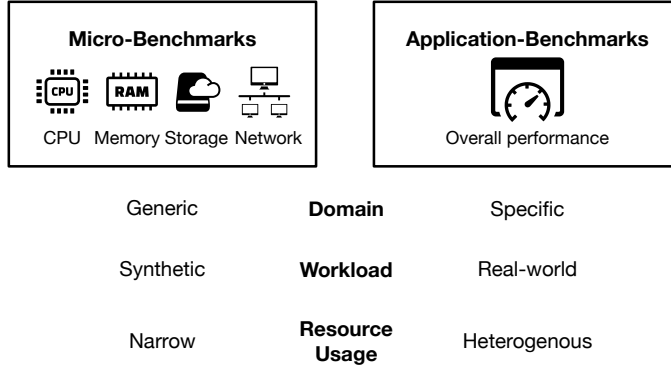 Micro-Benchmarks
CPU
RAM
CPU Memory Storage Network
Application-Benchmarks
Overall performance
Generic Domain Specific
Synthetic Workload Real-world
Narrow Resource Usage Heterogenous